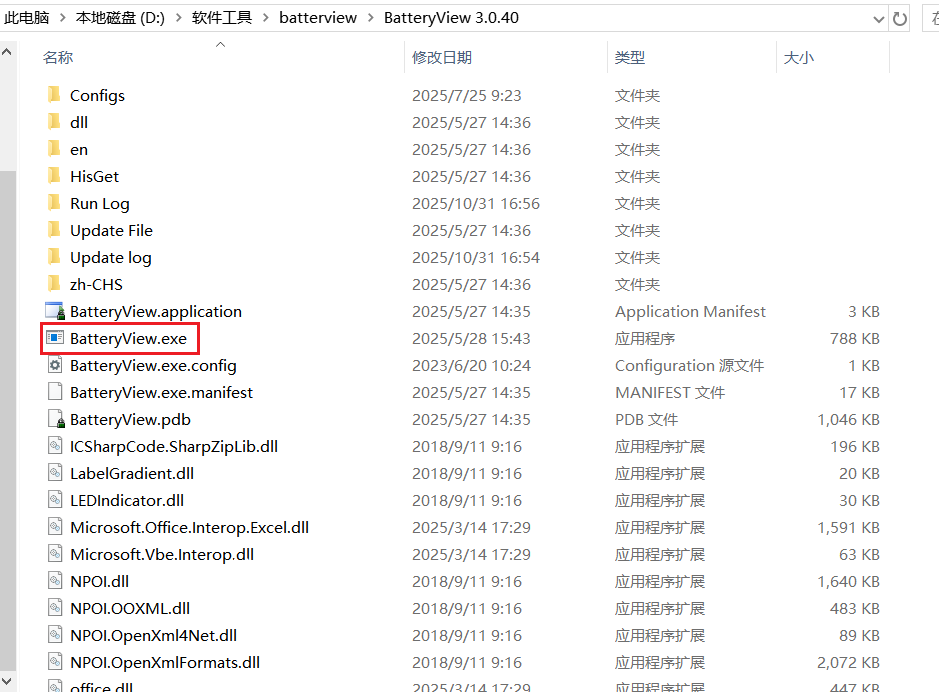 此电脑 > 本地磁盘 (D:) > 软件工具 > batterview > BatteryView 3.0.40
名称 修改日期 类型 大小
Configs 2025/7/25 9:23 文件夹
dll 2025/5/27 14:36 文件夹
en 2025/5/27 14:36 文件夹
HisGet 2025/5/27 14:36 文件夹
Run Log 2025/10/31 16:56 文件夹
Update File 2025/5/27 14:36 文件夹
Update log 2025/10/31 16:54 文件夹
zh-CHS 2025/5/27 14:36 文件夹
BatteryView.application 2025/5/27 14:35 Application Manifest 3 KB
BatteryView.exe 2025/5/28 15:43 应用程序 788 KB
BatteryView.exe.config 2023/6/20 10:24 Configuration 源文件 1 KB
BatteryView.exe.manifest 2025/5/27 14:35 MANIFEST 文件 17 KB
BatteryView.pdb 2025/5/27 14:35 PDB 文件 1,046 KB
ICSharpCode.SharpZipLib.dll 2018/9/11 9:16 应用程序扩展 196 KB
LabelGradient.dll 2018/9/11 9:16 应用程序扩展 20 KB
LEDIndicator.dll 2018/9/11 9:16 应用程序扩展 30 KB
Microsoft.Office.Interop.Excel.dll 2025/3/14 17:29 应用程序扩展 1,591 KB
Microsoft.Vbe.Interop.dll 2025/3/14 17:29 应用程序扩展 63 KB
NPOI.dll 2018/9/11 9:16 应用程序扩展 1,640 KB
NPOI.OOXML.dll 2018/9/11 9:16 应用程序扩展 483 KB
NPOI.OpenXml4Net.dll 2018/9/11 9:16 应用程序扩展 89 KB
NPOI.OpenXmlFormats.dll 2018/9/11 9:16 应用程序扩展 2,072 KB
office.dll 2025/3/14 17:29 应用程序扩展 447 KB